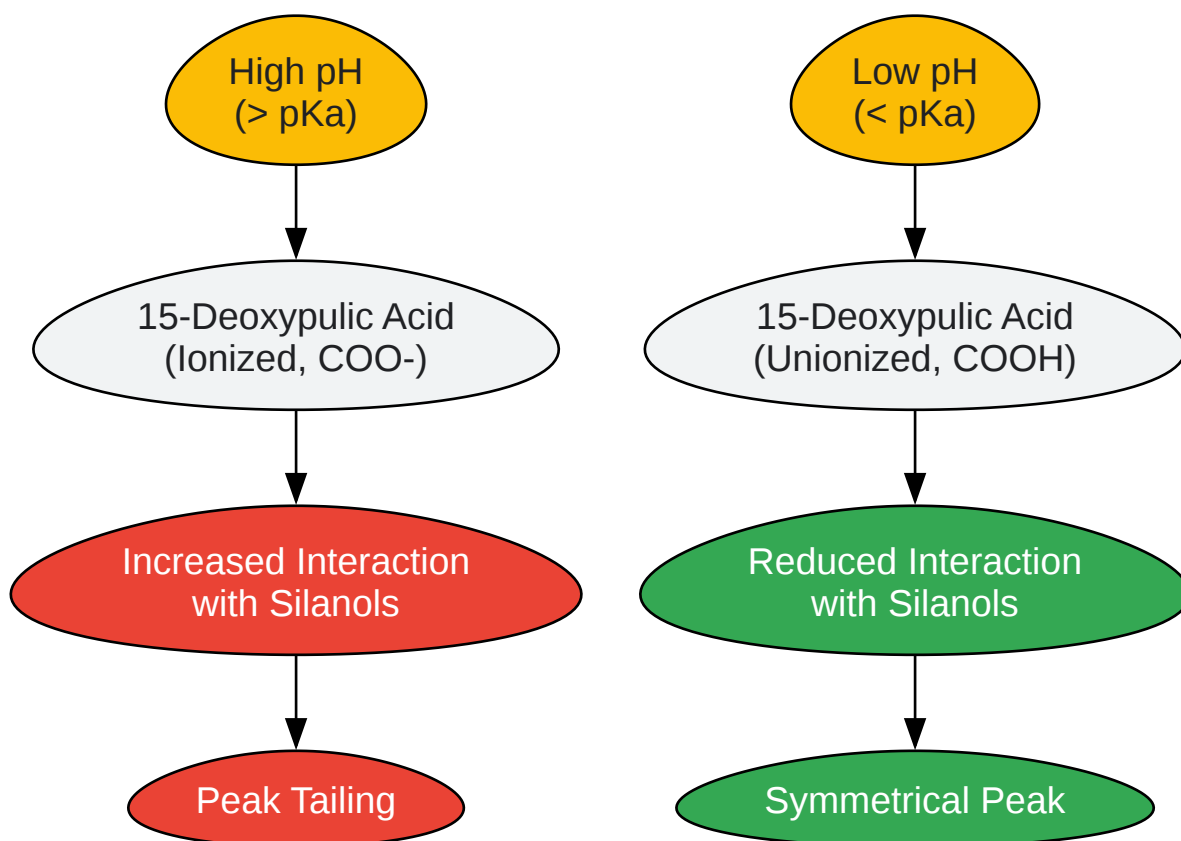 High pH
(> pKa)
Low pH
(< pKa)
15-Deoxypulic Acid
(Ionized, COO-)
15-Deoxypulic Acid
(Unionized, COOH)
Increased Interaction
with Silanols
Reduced Interaction
with Silanols
Peak Tailing
Symmetrical Peak